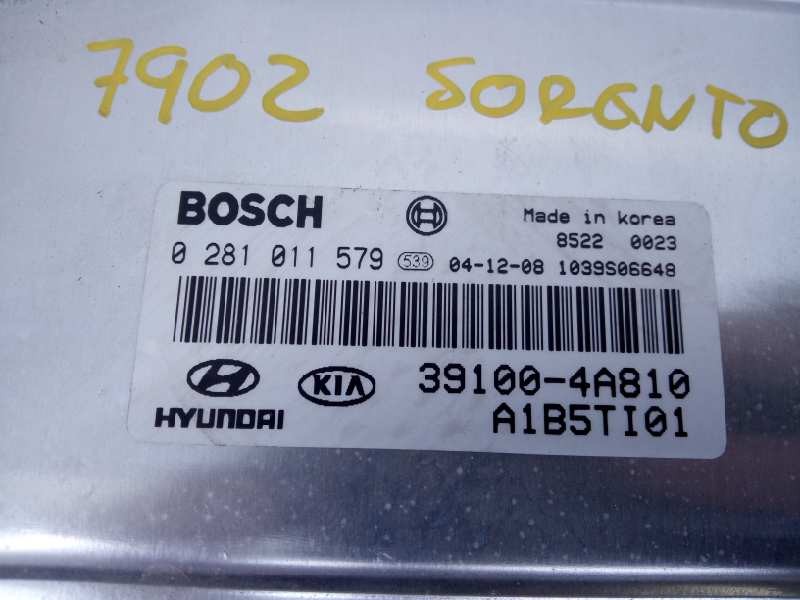 7902 SORENTO
BOSCH
Made in korea
8522 0023
0 281 011 579 539 04-12-08 1039S06648
HYUNDAI
KIA
39100-4A810
A1B5TI01